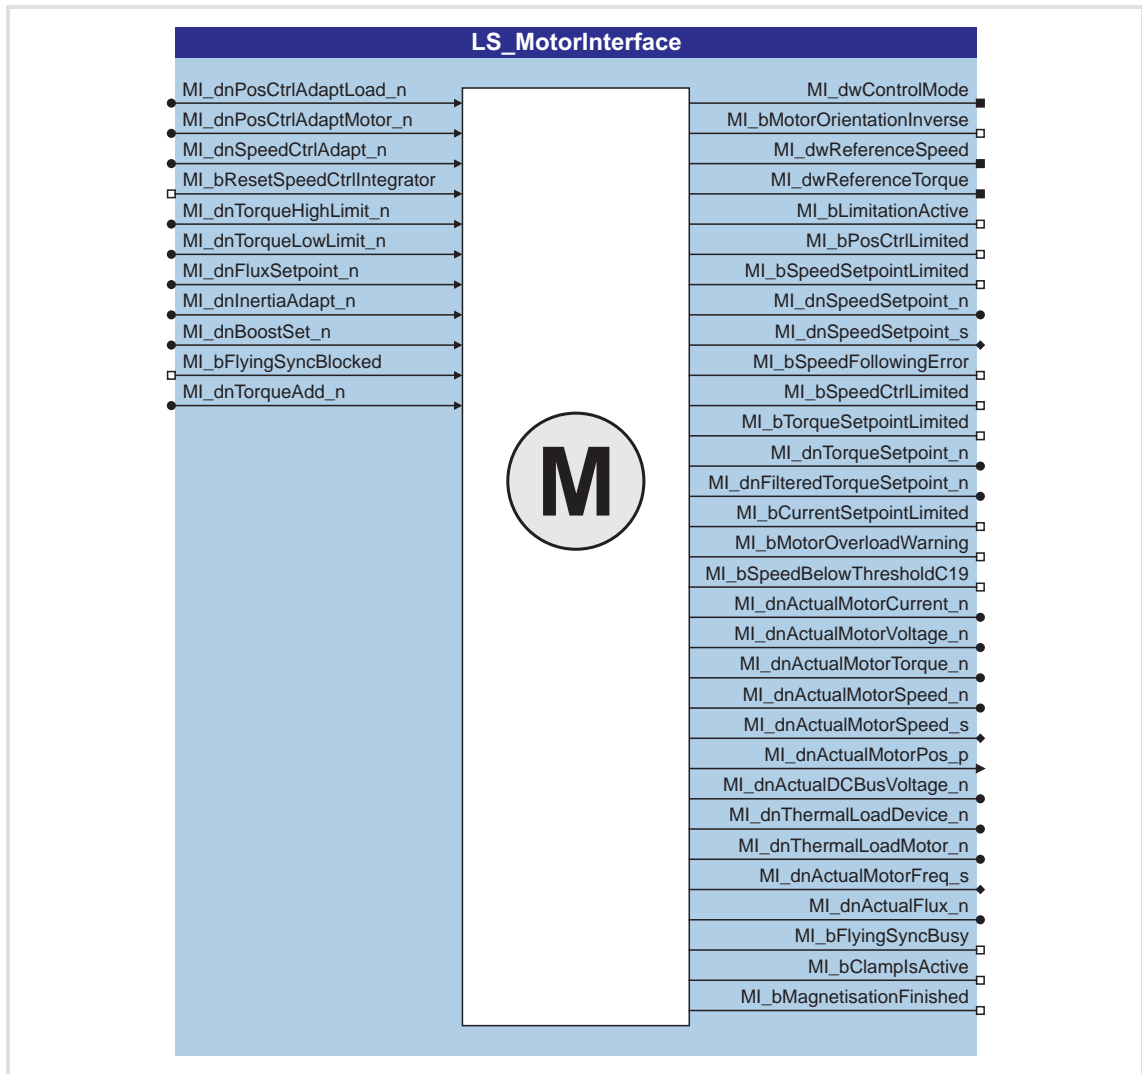 LS_MotorInterface
MI_dnPosCtrlAdaptLoad_n
MI_dnPosCtrlAdaptMotor_n
MI_dnSpeedCtrlAdapt_n
MI_bResetSpeedCtrlIntegrator
MI_dnTorqueHighLimit_n
MI_dnTorqueLowLimit_n
MI_dnFluxSetpoint_n
MI_dnInertiaAdapt_n
MI_dnBoostSet_n
MI_bFlyingSyncBlocked
MI_dnTorqueAdd_n
M
MI_dwControlMode
MI_bMotorOrientationInverse
MI_dwReferenceSpeed
MI_dwReferenceTorque
MI_bLimitationActive
MI_bPosCtrlLimited
MI_bSpeedSetpointLimited
MI_dnSpeedSetpoint_n
MI_dnSpeedSetpoint_s
MI_bSpeedFollowingError
MI_bSpeedCtrlLimited
MI_bTorqueSetpointLimited
MI_dnTorqueSetpoint_n
MI_dnFilteredTorqueSetpoint_n
MI_bCurrentSetpointLimited
MI_bMotorOverloadWarning
MI_bSpeedBelowThresholdC19
MI_dnActualMotorCurrent_n
MI_dnActualMotorVoltage_n
MI_dnActualMotorTorque_n
MI_dnActualMotorSpeed_n
MI_dnActualMotorSpeed_s
MI_dnActualMotorPos_p
MI_dnActualDCBusVoltage_n
MI_dnThermalLoadDevice_n
MI_dnThermalLoadMotor_n
MI_dnActualMotorFreq_s
MI_dnActualFlux_n
MI_bFlyingSyncBusy
MI_bClampIsActive
MI_bMagnetisationFinished